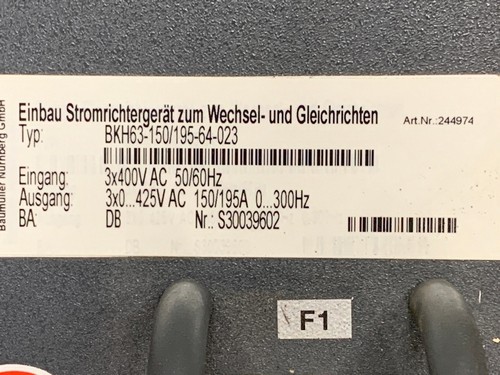 Baumüller Nürnberg GmbH
Einbau Stromrichtergerät zum Wechsel- und Gleichrichten
Art.Nr.:244974
Typ: BKH63-150/195-64-023
Eingang: 3x400V AC 50/60Hz
Ausgang: 3x0...425V AC 150/195A 0...300Hz
BA: DB Nr.: S30039602
F1